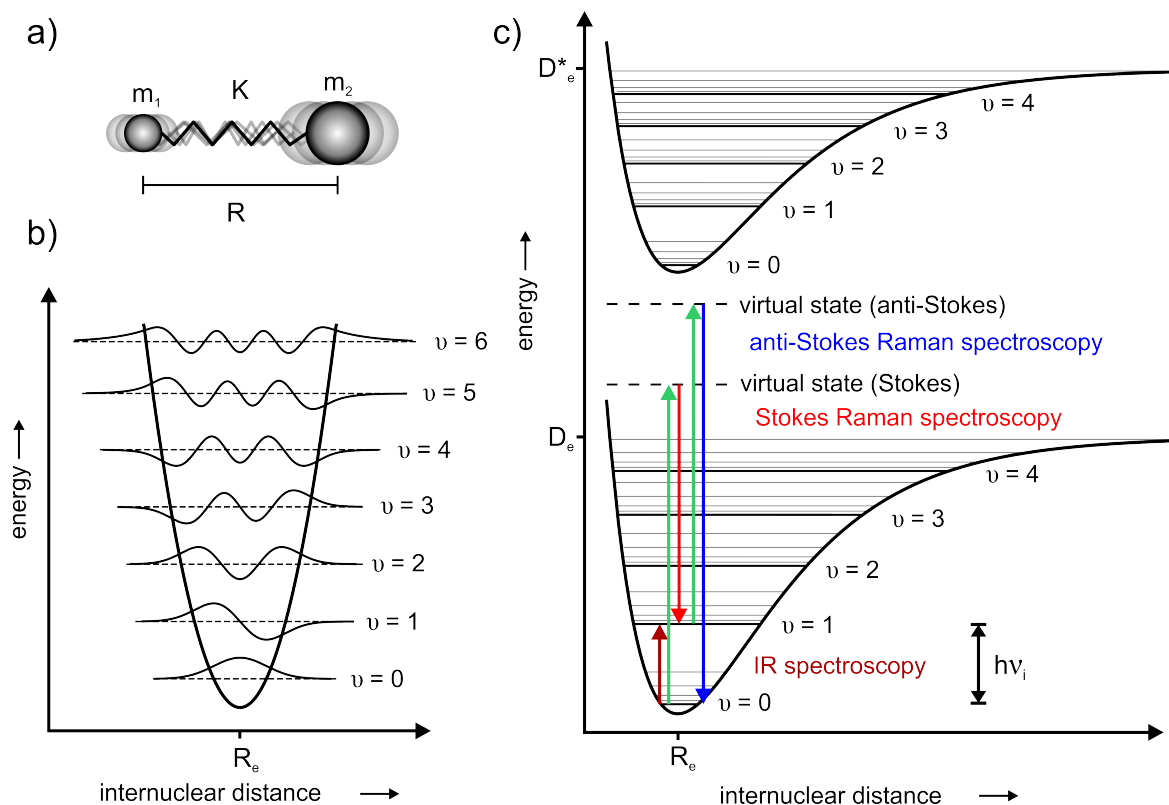 a)
m₁
K
m₂
R
b)
energy
υ = 6
υ = 5
υ = 4
υ = 3
υ = 2
υ = 1
υ = 0
Rₑ
internuclear distance
c)
energy
D*ₑ
υ = 4
υ = 3
υ = 2
υ = 1
υ = 0
virtual state (anti-Stokes)
anti-Stokes Raman spectroscopy
virtual state (Stokes)
Stokes Raman spectroscopy
Dₑ
υ = 4
υ = 3
υ = 2
υ = 1
IR spectroscopy
hνᵢ
υ = 0
Rₑ
internuclear distance